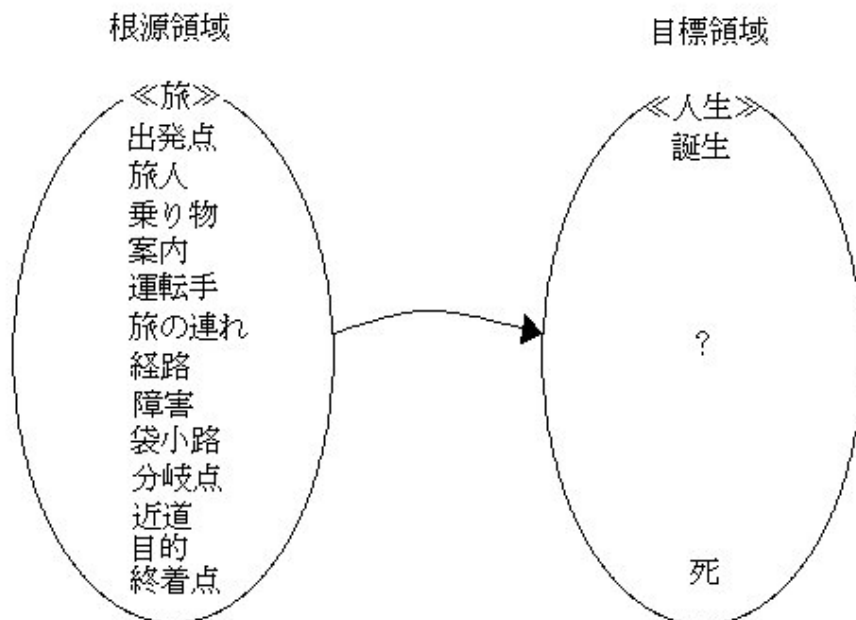 根源領域
≪旅≫
出発点
旅人
乗り物
案内
運転手
旅の連れ
経路
障害
袋小路
分岐点
近道
目的
終着点
目標領域
≪人生≫
誕生
?
死